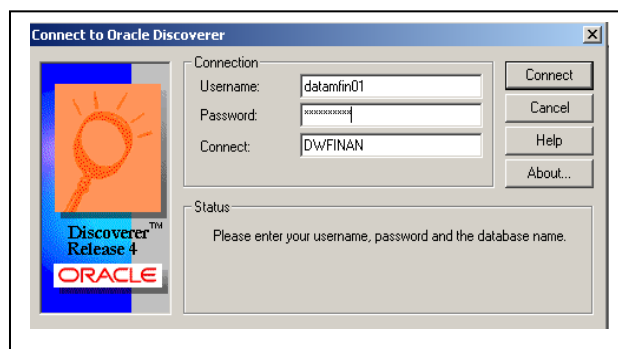 Connect to Oracle Discoverer
Connection
Username: datamfin01
Password: **********
Connect: DWFINAN
Connect
Cancel
Help
About...
Discoverer™
Release 4
ORACLE
Status
Please enter your username, password and the database name.